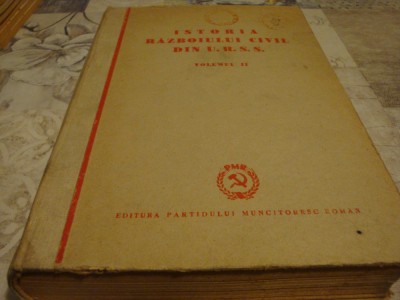 ISTORIA
RĂZBOIULUI CIVIL
DIN U.R.S.S.
VOLUMUL II
PMR
EDITURA PARTIDULUI MUNCITORESC ROMÂN